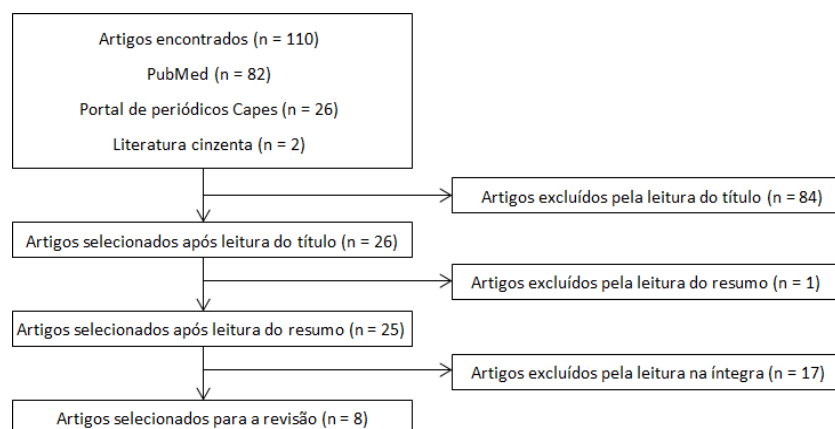 Artigos encontrados (n = 110)
PubMed (n = 82)
Portal de periódicos Capes (n = 26)
Literatura cinzenta (n = 2)
Artigos excluídos pela leitura do título (n = 84)
Artigos selecionados após leitura do título (n = 26)
Artigos excluídos pela leitura do resumo (n = 1)
Artigos selecionados após leitura do resumo (n = 25)
Artigos excluídos pela leitura na íntegra (n = 17)
Artigos selecionados para a revisão (n = 8)